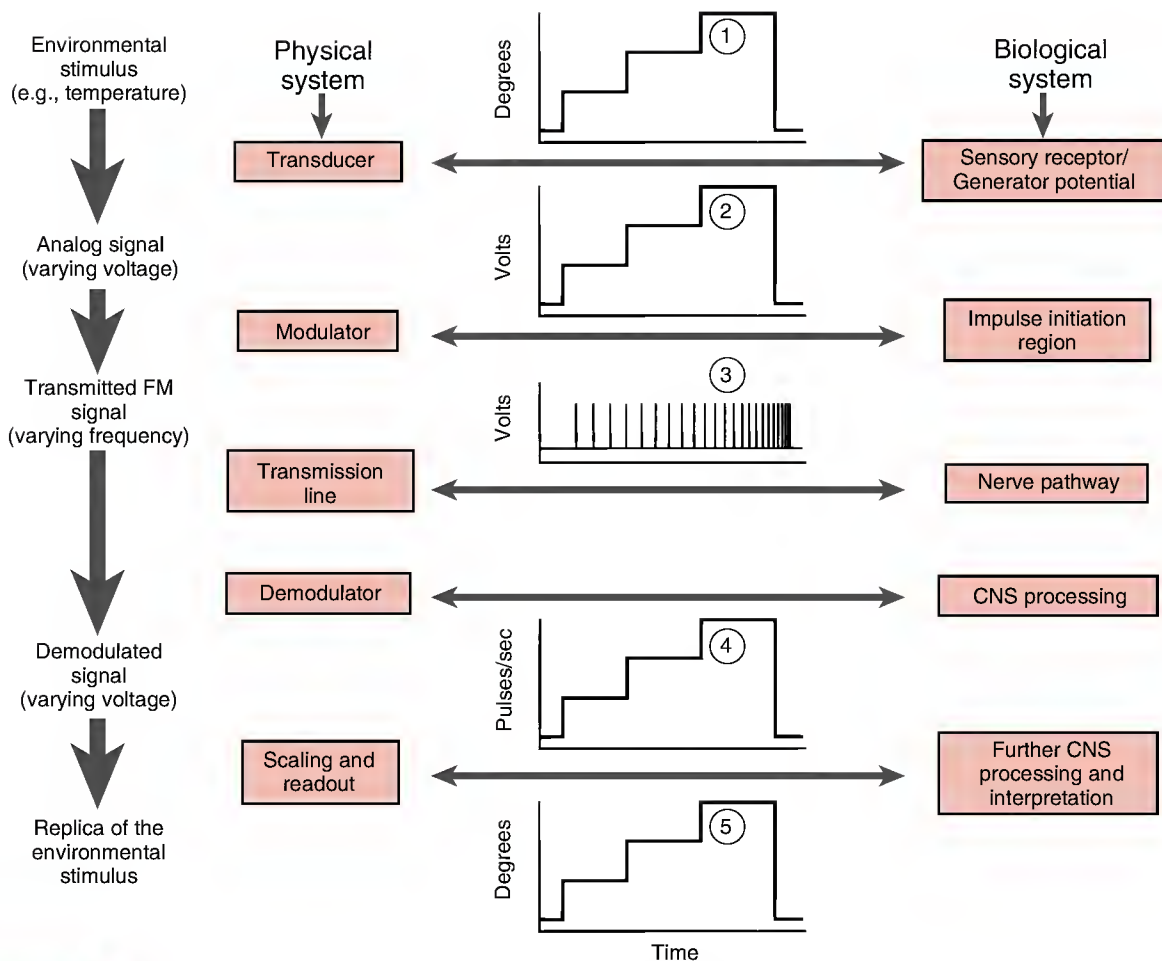 Environmental
stimulus
(e.g., temperature)
Physical
system
Degrees
1
Biological
system
Transducer
Sensory receptor/
Generator potential
Analog signal
(varying voltage)
Volts
2
Modulator
Impulse initiation
region
Transmitted FM
signal
(varying frequency)
Volts
3
Transmission
line
Nerve pathway
Demodulator
CNS processing
Demodulated
signal
(varying voltage)
Pulses/sec
4
Scaling and
readout
Further CNS
processing and
interpretation
Replica of the
environmental
stimulus
Degrees
5
Time